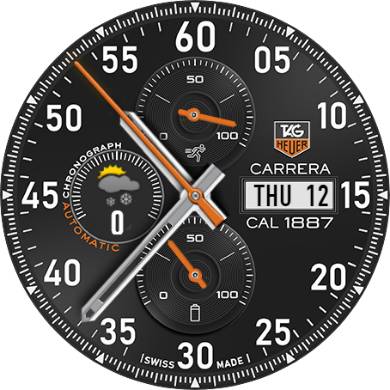 60
55
05
50
10
45
15
40
20
35
25
30
50
0
100
TAG
HEUER
CARRERA
THU 12
CAL 1887
CHRONOGRAPH
0
AUTOMATIC
50
0
100
SWISS MADE